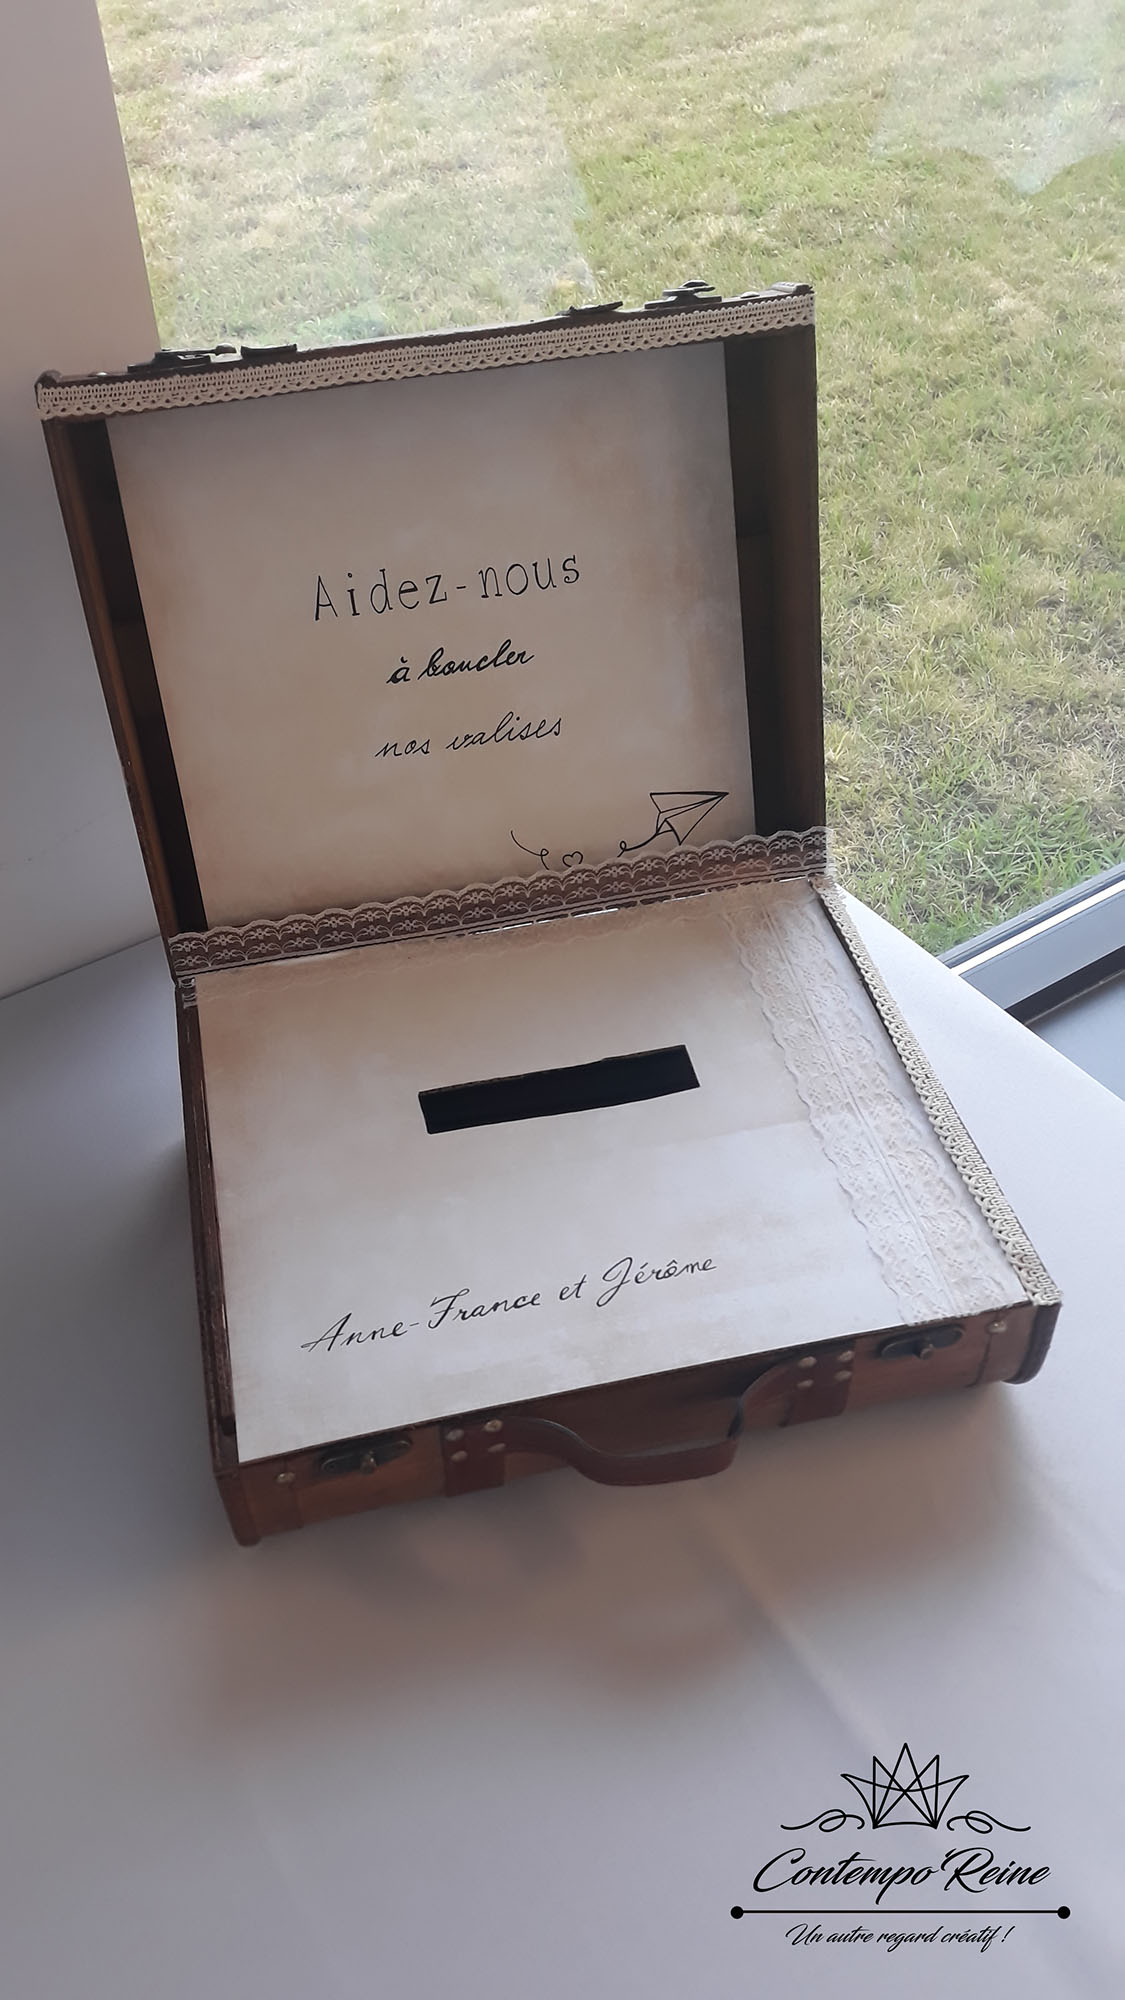 Aidez-nous
à boucler
nos valises
Anne-France et Jérôme
Contempo'Reine
Un autre regard créatif !